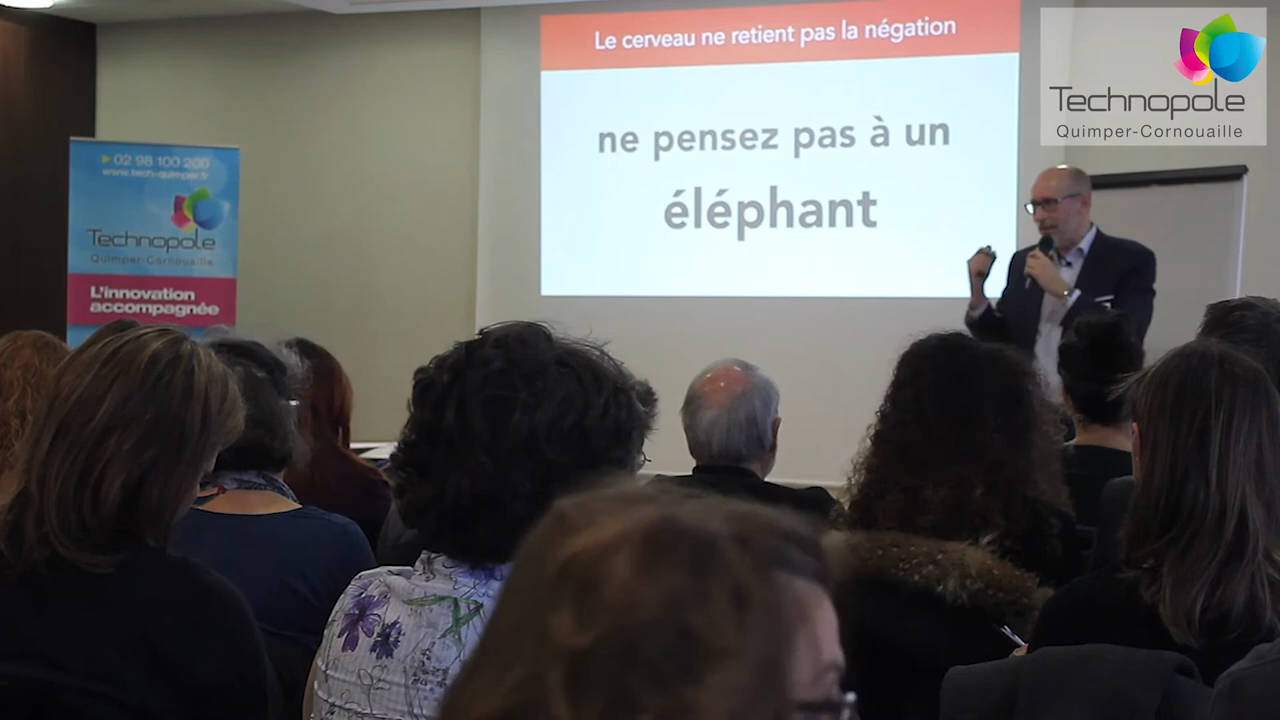 Le cerveau ne retient pas la négation
ne pensez pas à un
éléphant
Technopole
Quimper-Cornouaille
02 98 100 200
www.tech-quimper.fr
Technopole
Quimper-Cornouaille
L'innovation
accompagnée